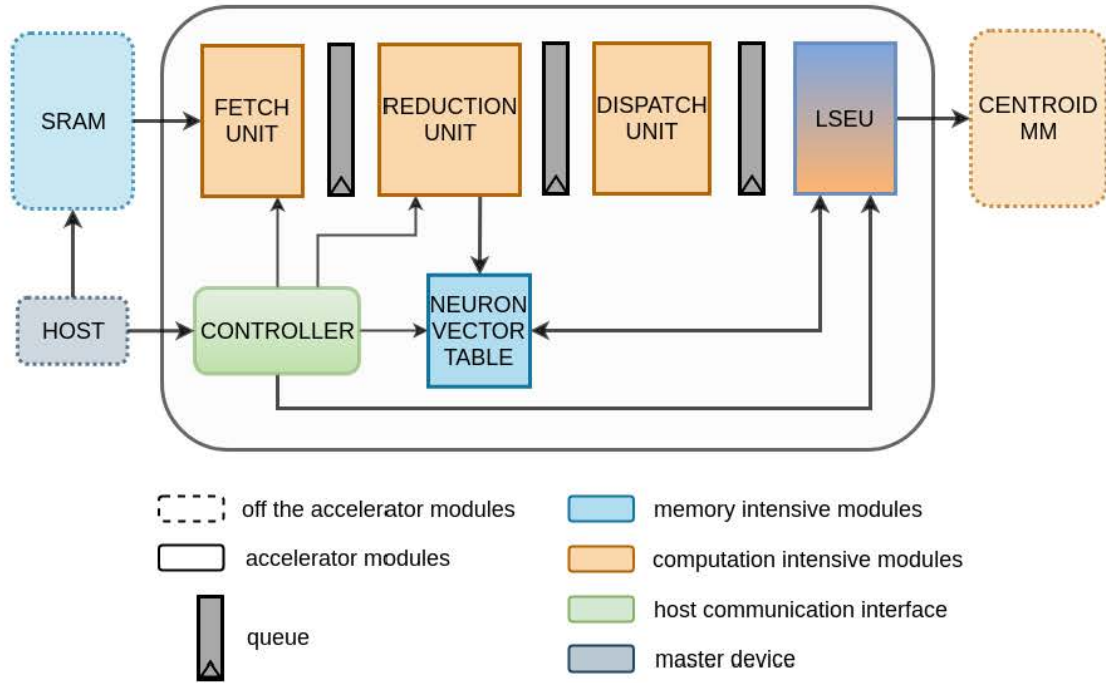 SRAM
FETCH
UNIT
REDUCTION
UNIT
DISPATCH
UNIT
LSEU
CENTROID
MM
HOST
CONTROLLER
NEURON
VECTOR
TABLE
off the accelerator modules
memory intensive modules
accelerator modules
computation intensive modules
queue
host communication interface
master device